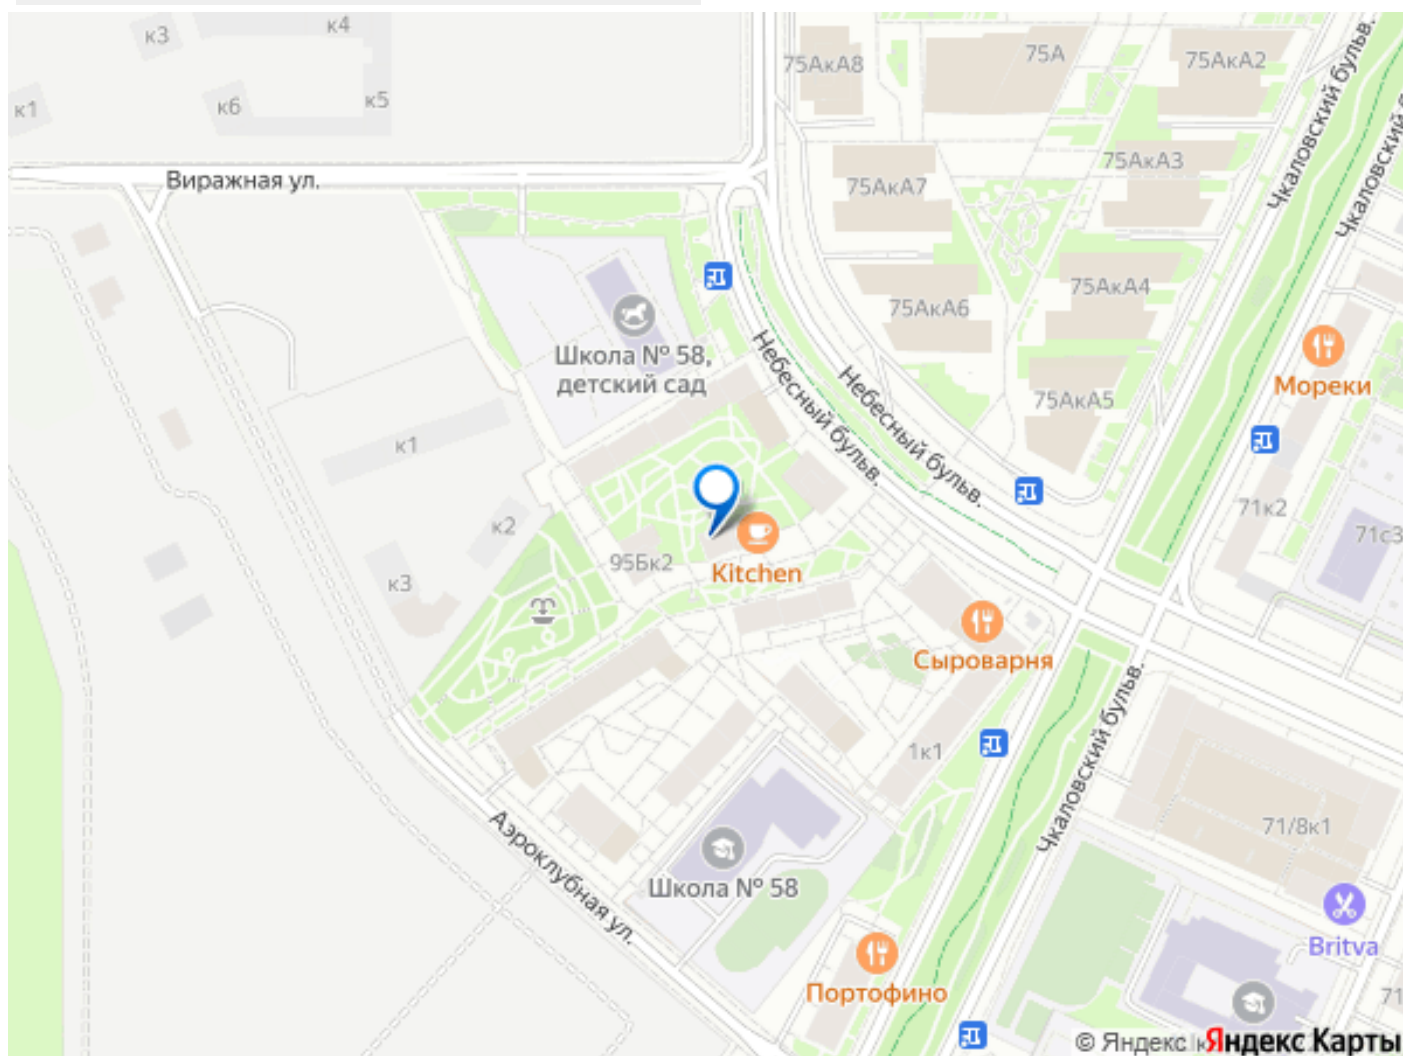 к3
к4
к1
к6
к5
75АкА8
75А
75АкА2
Чкаловский бульв.
Виражная ул.
75АкА7
75АкА3
75АкА6
75АкА4
Школа № 58,
детский сад
Небесный бульв.
Небесный бульв.
75АкА5
Мореки
к1
к2
к3
95Бк2
Kitchen
71к2
71с3
Сыроварня
1к1
Чкаловский бульв.
Аэроклубная ул.
Школа № 58
71/8к1
Britva
Портофино
71
© Яндекс
Яндекс Карты